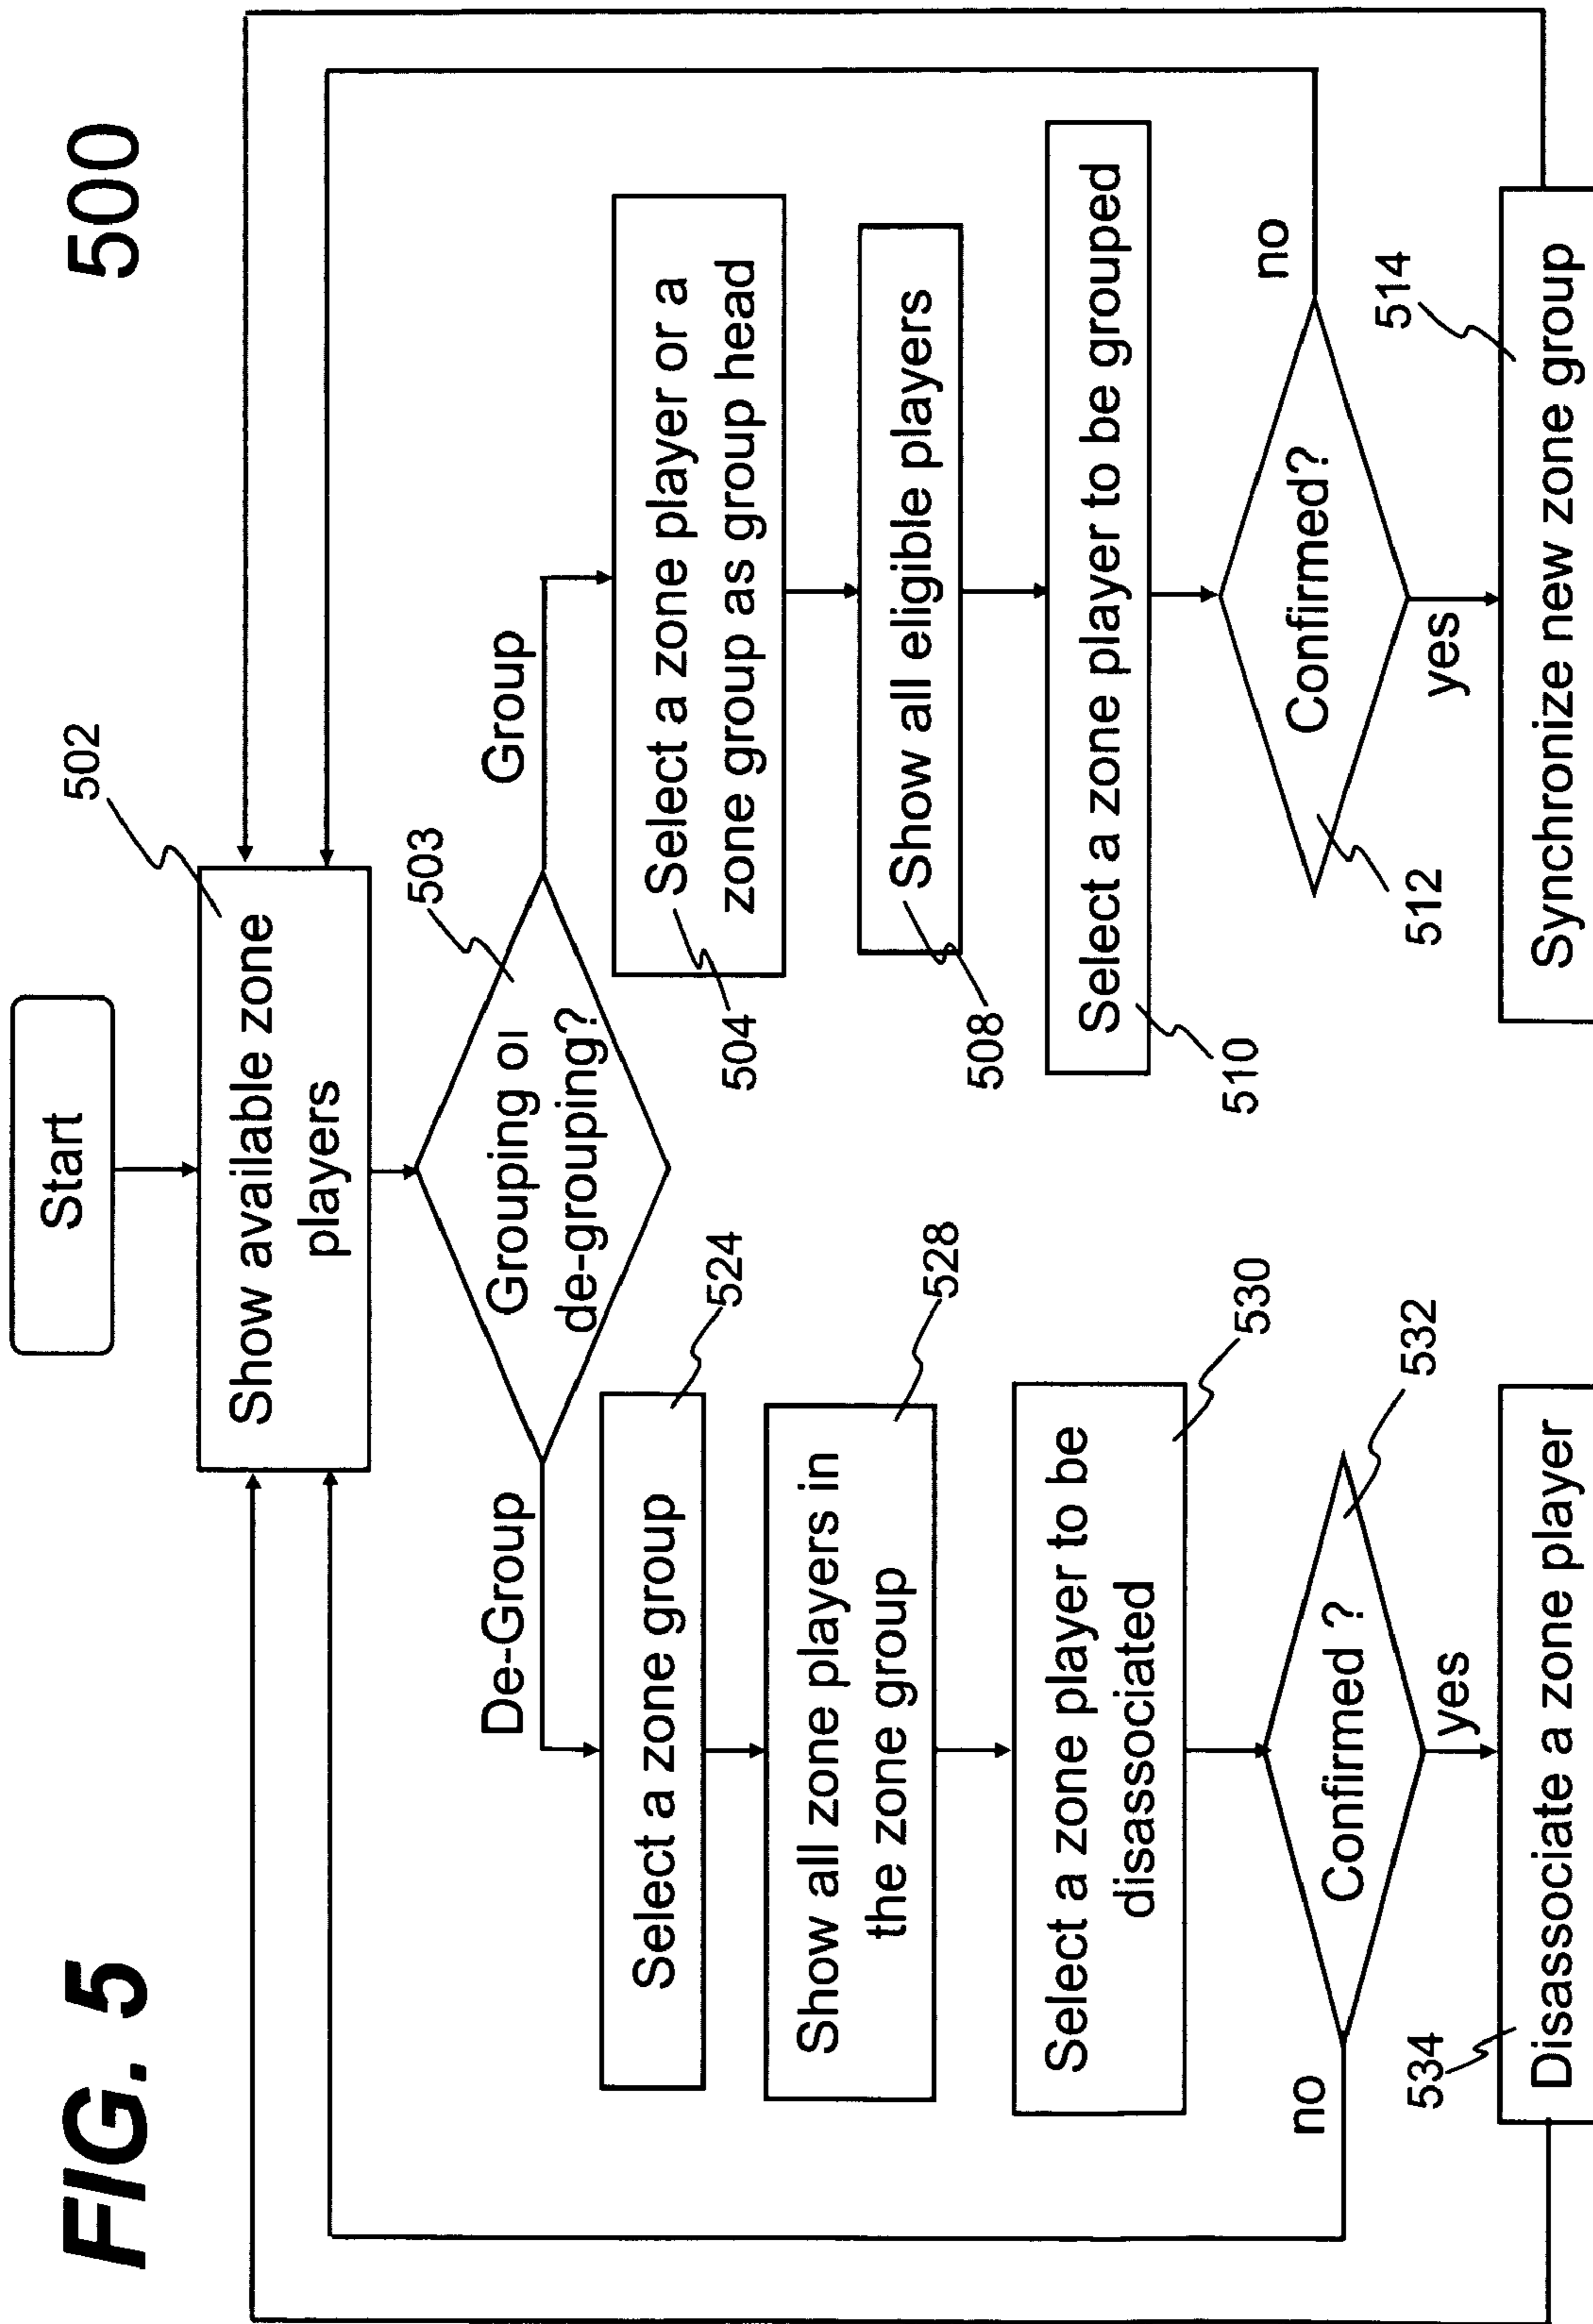 FIG. 5
500
Start
502
Show available zone
players
503
Grouping oi
de-grouping?
De-Group
Group
524
Select a zone group
528
Show all zone players in
the zone group
530
Select a zone player to be
disassociated
532
Confirmed ?
no
yes
534
Disassociate a zone player
Select a zone player or a
zone group as group head
504
Show all eligible players
508
Select a zone player to be grouped
510
Confirmed?
512
no
yes
514
Synchronize new zone group